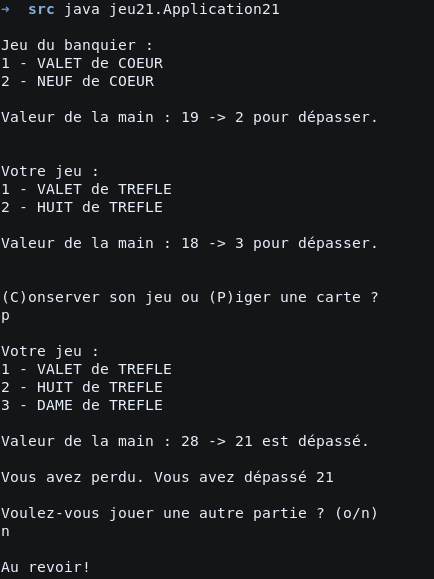 → src java jeu21.Application21
Jeu du banquier :
1 - VALET de COEUR
2 - NEUF de COEUR
Valeur de la main : 19 -> 2 pour dépasser.
Votre jeu :
1 - VALET de TREFLE
2 - HUIT de TREFLE
Valeur de la main : 18 -> 3 pour dépasser.
(C)onserver son jeu ou (P)iger une carte ?
p
Votre jeu :
1 - VALET de TREFLE
2 - HUIT de TREFLE
3 - DAME de TREFLE
Valeur de la main : 28 -> 21 est dépassé.
Vous avez perdu. Vous avez dépassé 21
Voulez-vous jouer une autre partie ? (o/n)
n
Au revoir!